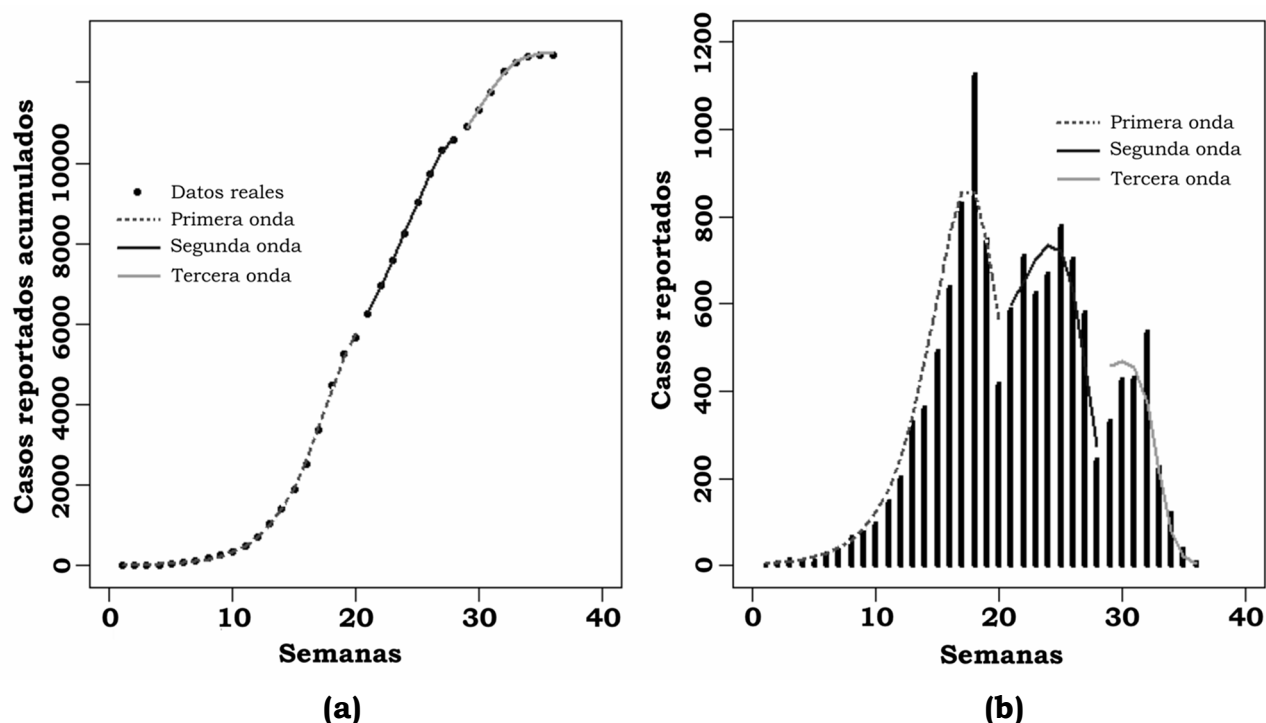 Casos reportados acumulados
0
2000
4000
6000
8000
10000
Datos reales
Primera onda
Segunda onda
Tercera onda
0 10 20 30 40
Semanas
(a)
Casos reportados
0
200
400
600
800
1000
1200
Primera onda
Segunda onda
Tercera onda
0 10 20 30 40
Semanas
(b)